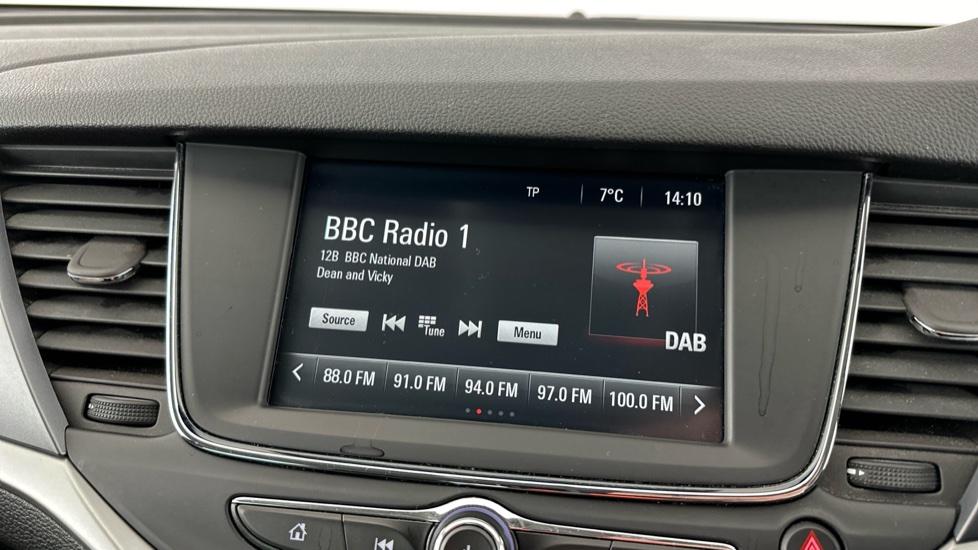 TP 7°C 14:10
BBC Radio 1
12B BBC National DAB
Dean and Vicky
Source Tune Menu
DAB
88.0 FM 91.0 FM 94.0 FM 97.0 FM 100.0 FM